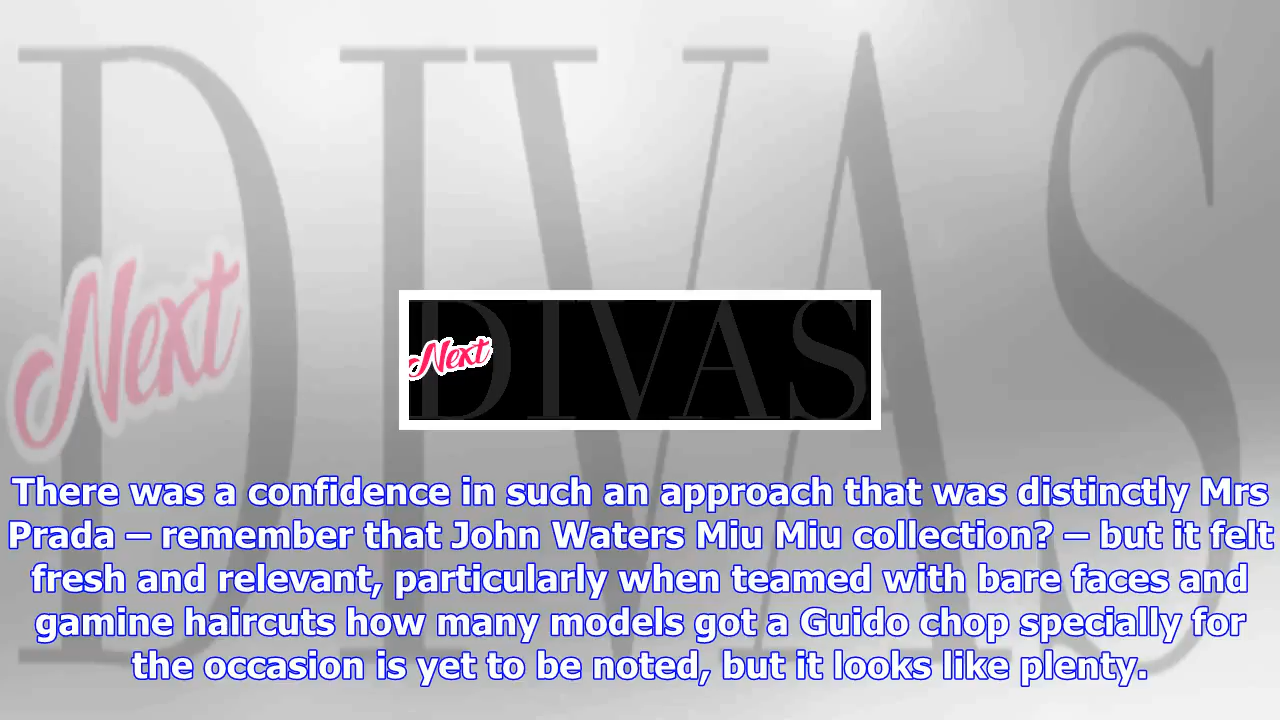 DIVAS
Next
DIVAS
Next
There was a confidence in such an approach that was distinctly Mrs
Prada – remember that John Waters Miu Miu collection? – but it felt
fresh and relevant, particularly when teamed with bare faces and
gamine haircuts how many models got a Guido chop specially for
the occasion is yet to be noted, but it looks like plenty.